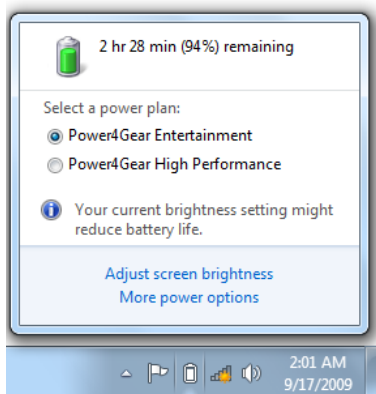 2 hr 28 min (94%) remaining
Select a power plan:
Power4Gear Entertainment
Power4Gear High Performance
Your current brightness setting might
reduce battery life.
Adjust screen brightness
More power options
2:01 AM
9/17/2009